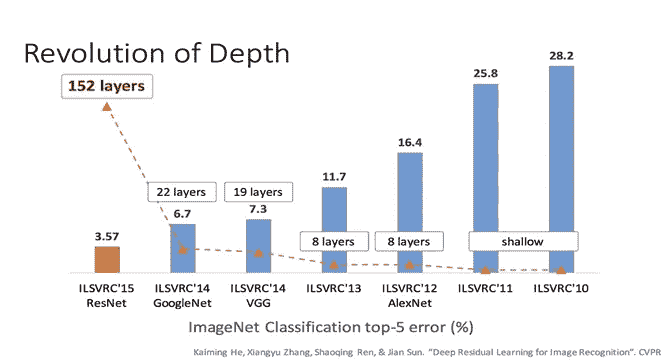 Revolution of Depth
28.2
25.8
152 layers
16.4
11.7
22 layers
19 layers
6.7
7.3
3.57
8 layers
8 layers
shallow
ILSVRC'15
ResNet
ILSVRC'14
GoogleNet
ILSVRC'14
VGG
ILSVRC'13
ILSVRC'12
AlexNet
ILSVRC'11
ILSVRC'10
ImageNet Classification top-5 error (%)
Kaiming He, Xiangyu Zhang, Shaoqing Ren, & Jian Sun. "Deep Residual Learning for Image Recognition". CVPR